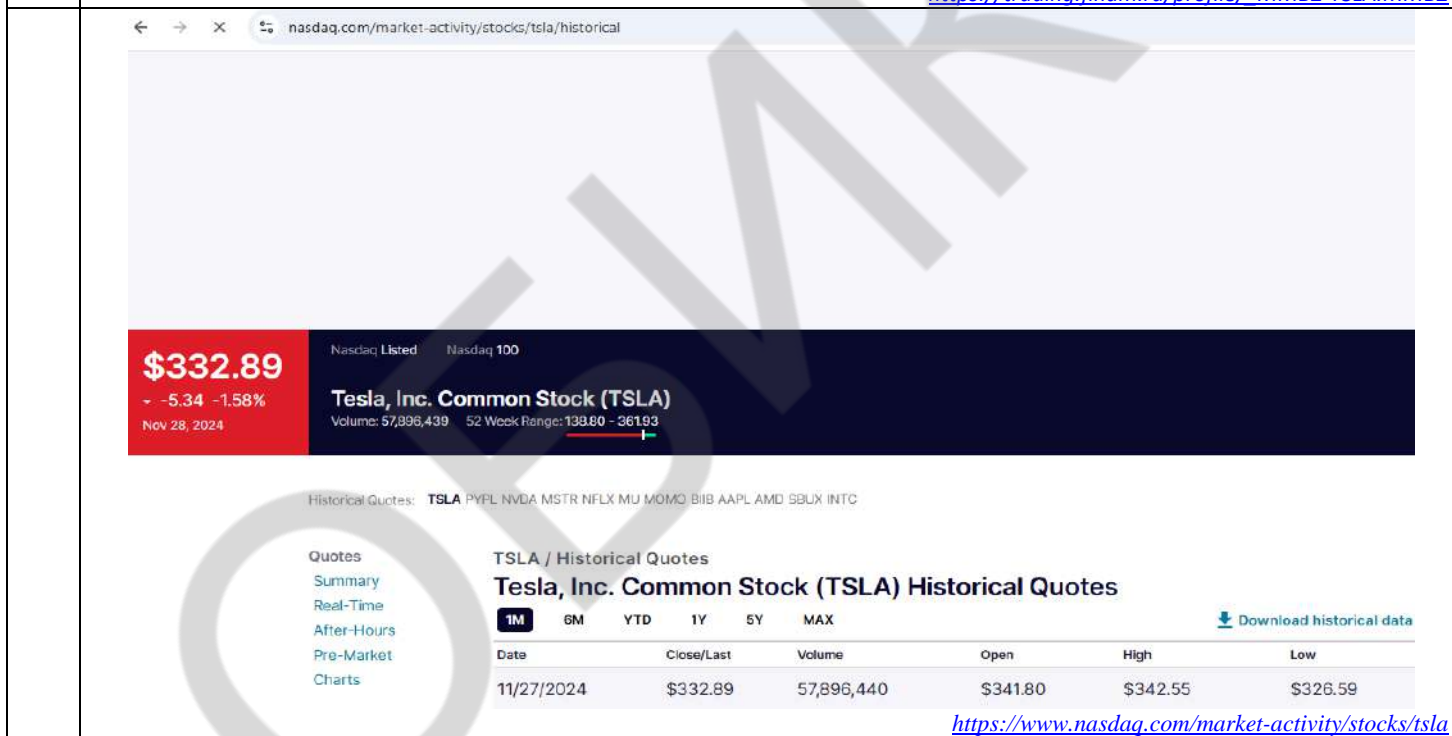 nasdaq.com/market-activity/stocks/tsla/historical
$332.89
-5.34 -1.58%
Nov 28, 2024
Nasdaq Listed Nasdaq 100
Tesla, Inc. Common Stock (TSLA)
Volume: 57,896,439 52 Week Range: 138.80 - 361.93
Historical Quotes: TSLA PYPL NVDA MSTR NFLX MU MOMO BIIB AAPL AMD SBUX INTC
Quotes
Summary
Real-Time
After-Hours
Pre-Market
Charts
TSLA / Historical Quotes
Tesla, Inc. Common Stock (TSLA) Historical Quotes
1M 6M YTD 1Y 5Y MAX
Download historical data
Date Close/Last Volume Open High Low
11/27/2024 $332.89 57,896,440 $341.80 $342.55 $326.59
https://www.nasdaq.com/market-activity/stocks/tsla